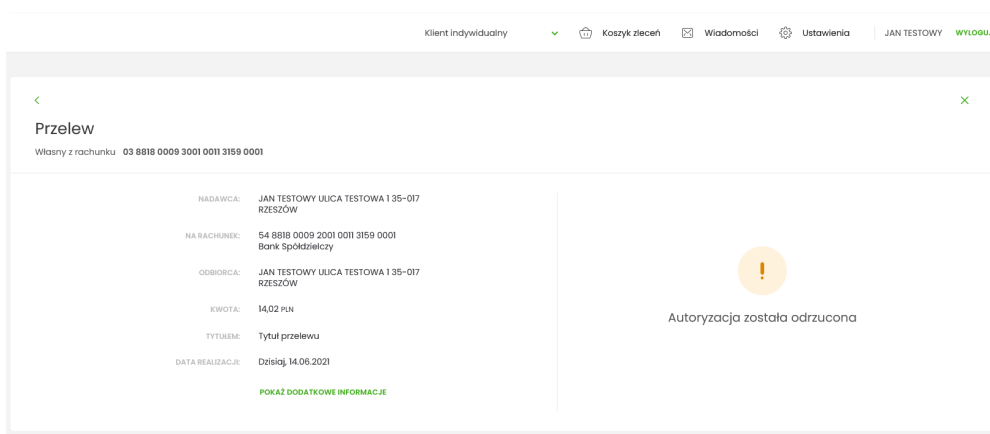 Klient indywidualny Koszyk zleceń Wiadomości Ustawienia JAN TESTOWY WYLOGUJ
Przelew
Własny z rachunku 03 8818 0009 3001 0011 3159 0001
NADAWCA: JAN TESTOWY ULICA TESTOWA 1 35-017
RZESZÓW
NA RACHUNEK: 54 8818 0009 2001 0011 3159 0001
Bank Spółdzielczy
ODBIORCA: JAN TESTOWY ULICA TESTOWA 1 35-017
RZESZÓW
KWOTA: 14,02 PLN
TYTUŁEM: Tytuł przelewu
DATA REALIZACJI: Dzisiaj, 14.06.2021
POKAŻ DODATKOWE INFORMACJE
!
Autoryzacja została odrzucona